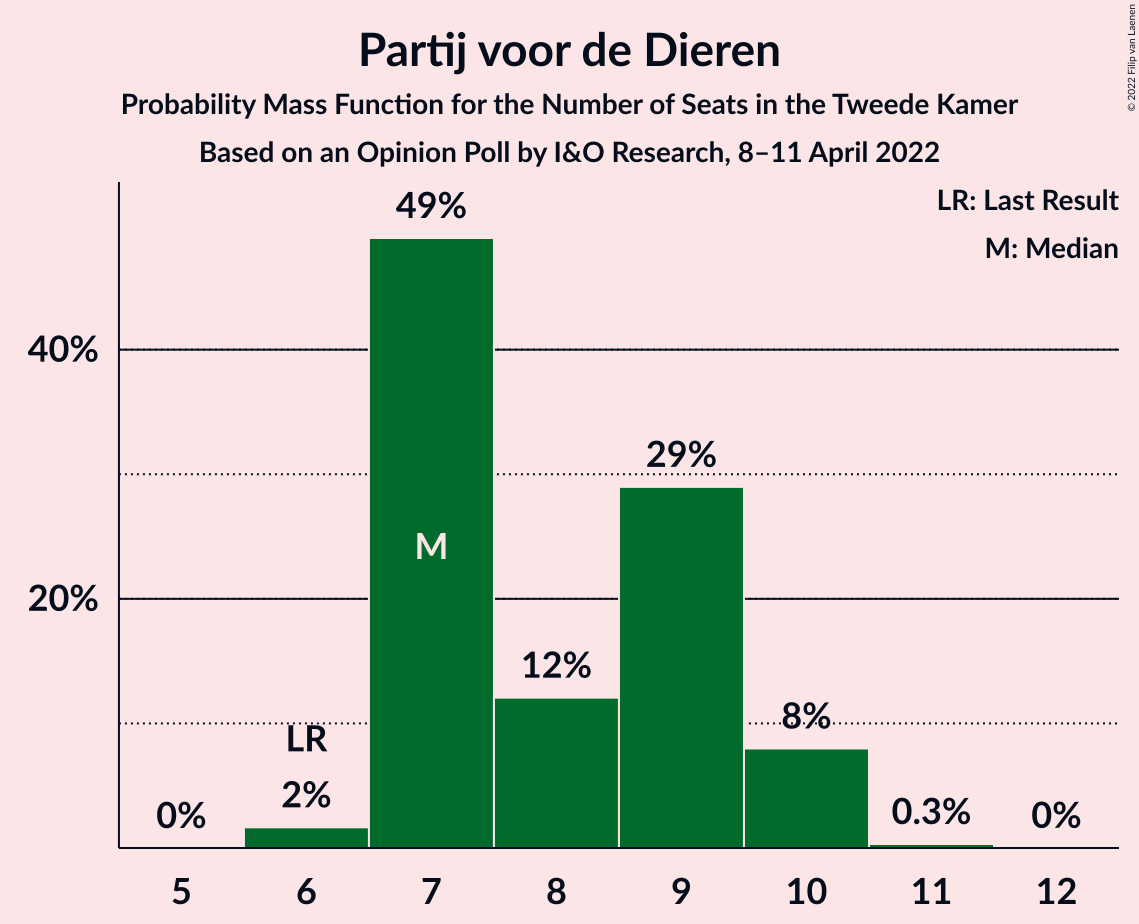 Partij voor de Dieren
Probability Mass Function for the Number of Seats in the Tweede Kamer
Based on an Opinion Poll by I&O Research, 8–11 April 2022
© 2022 Filip van Laenen
LR: Last Result
M: Median
49%
40%
29%
M
20%
12%
8%
LR
2%
0%
0.3%
0%
5 6 7 8 9 10 11 12